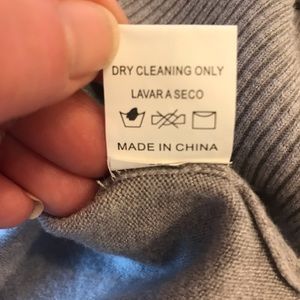 DRY CLEANING ONLY
LAVAR A SECO
MADE IN CHINA